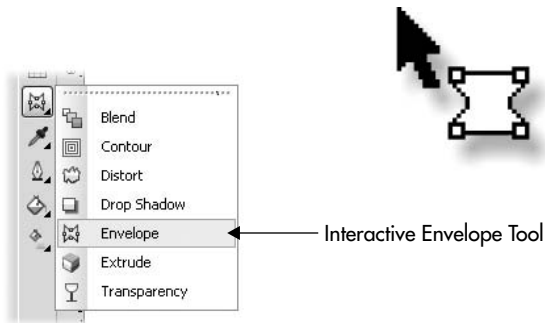 Blend
Contour
Distort
Drop Shadow
Envelope
Interactive Envelope Tool
Extrude
Transparency